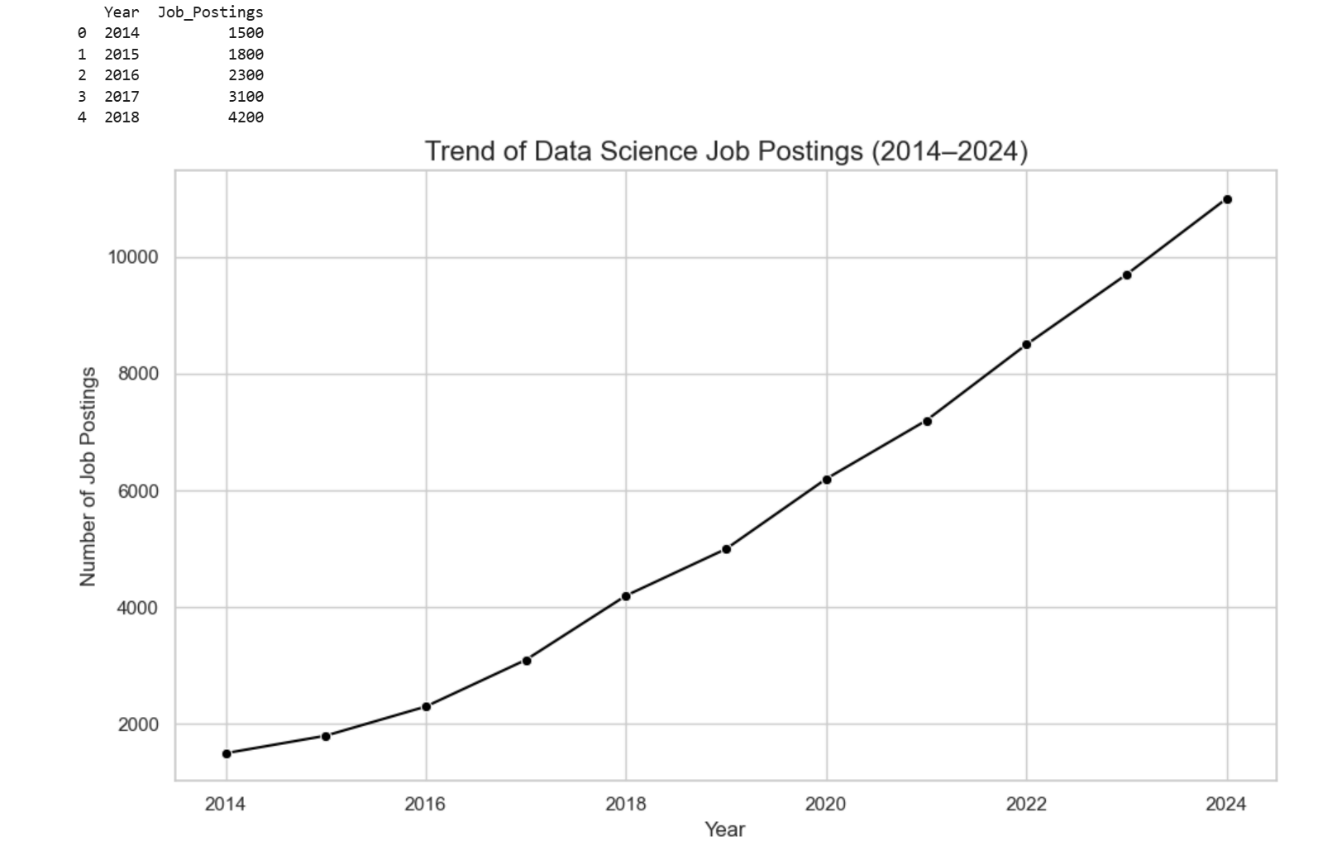 Year Job_Postings
0 2014 1500
1 2015 1800
2 2016 2300
3 2017 3100
4 2018 4200
Trend of Data Science Job Postings (2014–2024)
10000
8000
6000
4000
2000
Number of Job Postings
2014 2016 2018 2020 2022 2024
Year